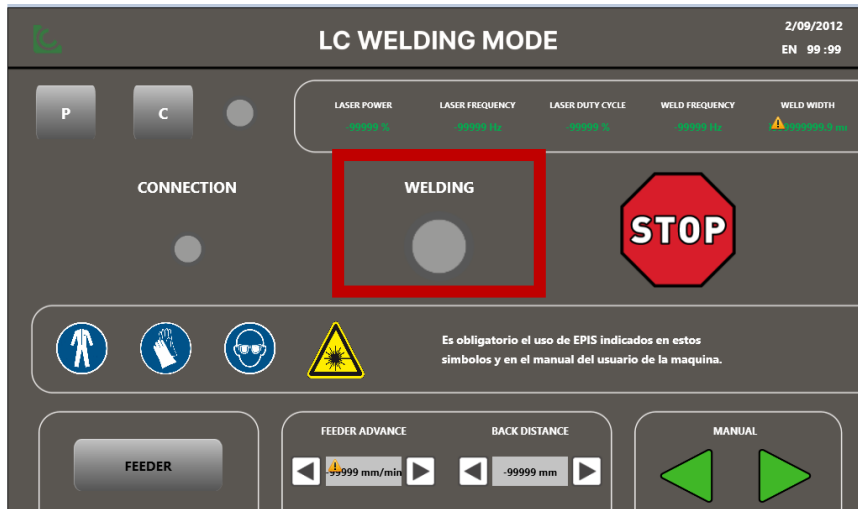 LC WELDING MODE
2/09/2012
EN 99 :99
P
C
LASER POWER
LASER FREQUENCY
LASER DUTY CYCLE
WELD FREQUENCY
WELD WIDTH
-99999 %
-99999 Hz
-99999 %
-99999 Hz
CONNECTION
WELDING
STOP
Es obligatorio el uso de EPIS indicados en estos
simbolos y en el manual del usuario de la maquina.
FEEDER
FEEDER ADVANCE
BACK DISTANCE
MANUAL
-99999 mm/min
-99999 mm